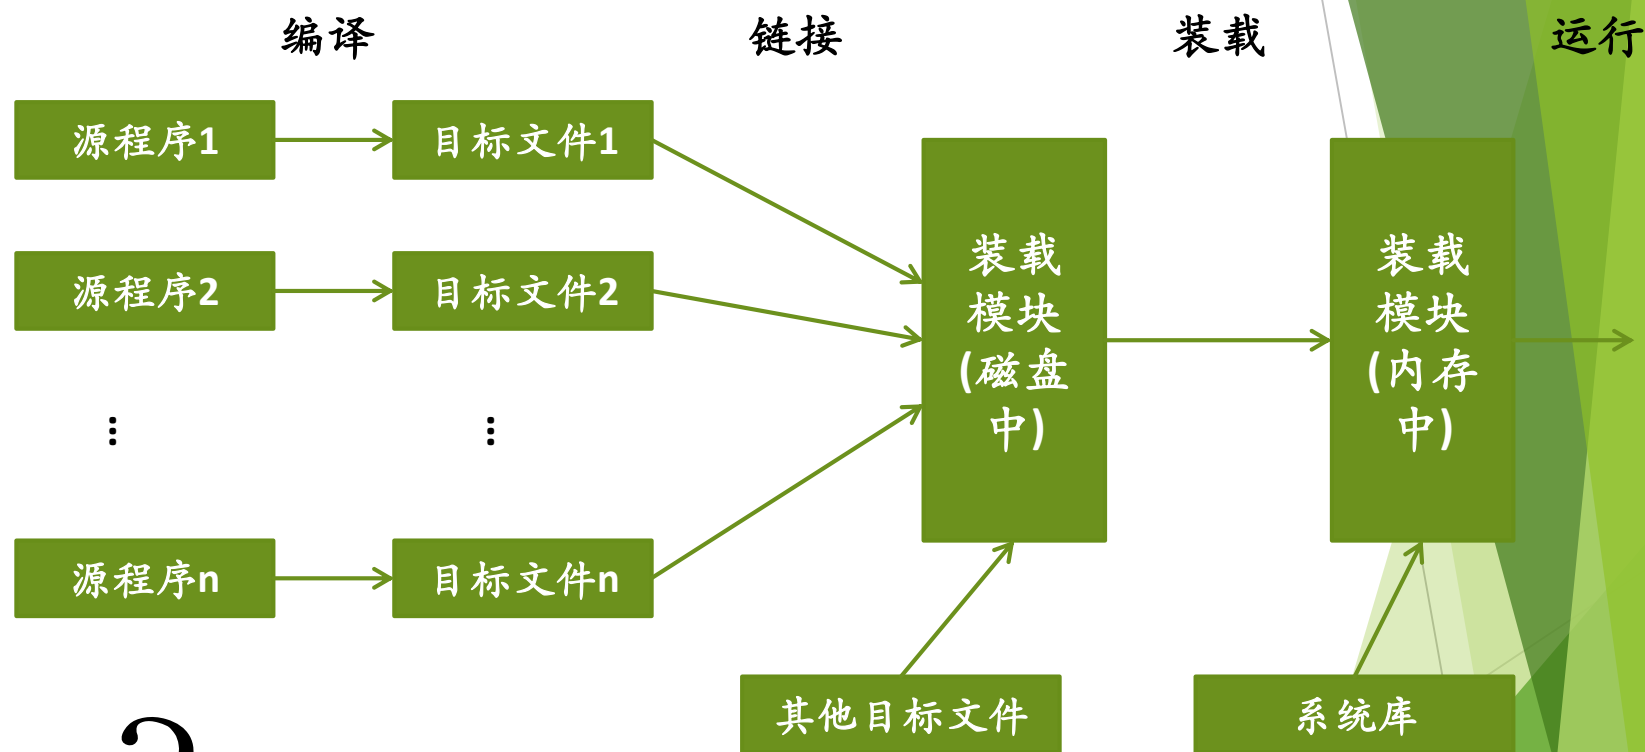 编译
链接
装载
运行
源程序1
目标文件1
源程序2
目标文件2
⋮
⋮
源程序n
目标文件n
装载
模块
(磁盘
中)
装载
模块
(内存
中)
其他目标文件
系统库